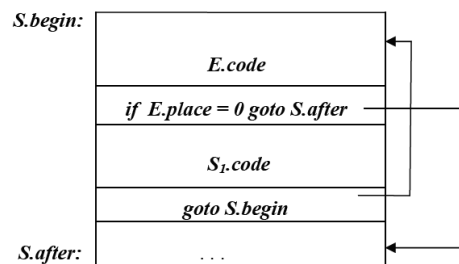 S.begin:
E.code
if E.place = 0 goto S.after
S₁.code
goto S.begin
S.after: . . .